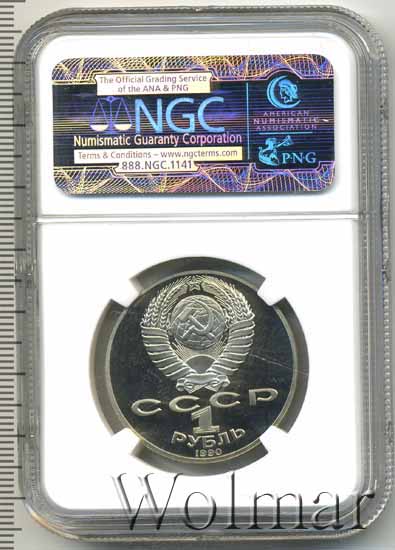 The Official Grading Service
of the ANA & PNG
NGC
Numismatic Guaranty Corporation
Terms & Conditions – www.ngcterms.com
888.NGC.1141
AMERICAN
NUMISMATIC
ASSOCIATION
PNG
СССР
1
РУБЛЬ
1990
Wolmar